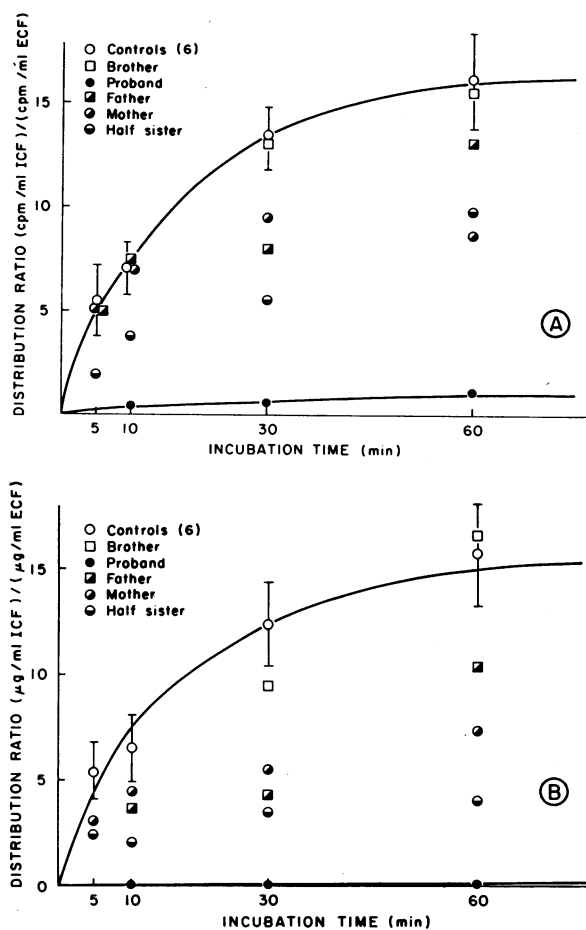 DISTRIBUTION RATIO (cpm/ml ICF)/(cpm/ml ECF)
Controls (6)
Brother
Proband
Father
Mother
Half sister
15
10
5
5 10 30 60
INCUBATION TIME (min)
A
DISTRIBUTION RATIO (μg/ml ICF)/(μg/ml ECF)
Controls (6)
Brother
Proband
Father
Mother
Half sister
15
10
5
0
5 10 30 60
INCUBATION TIME (min)
B